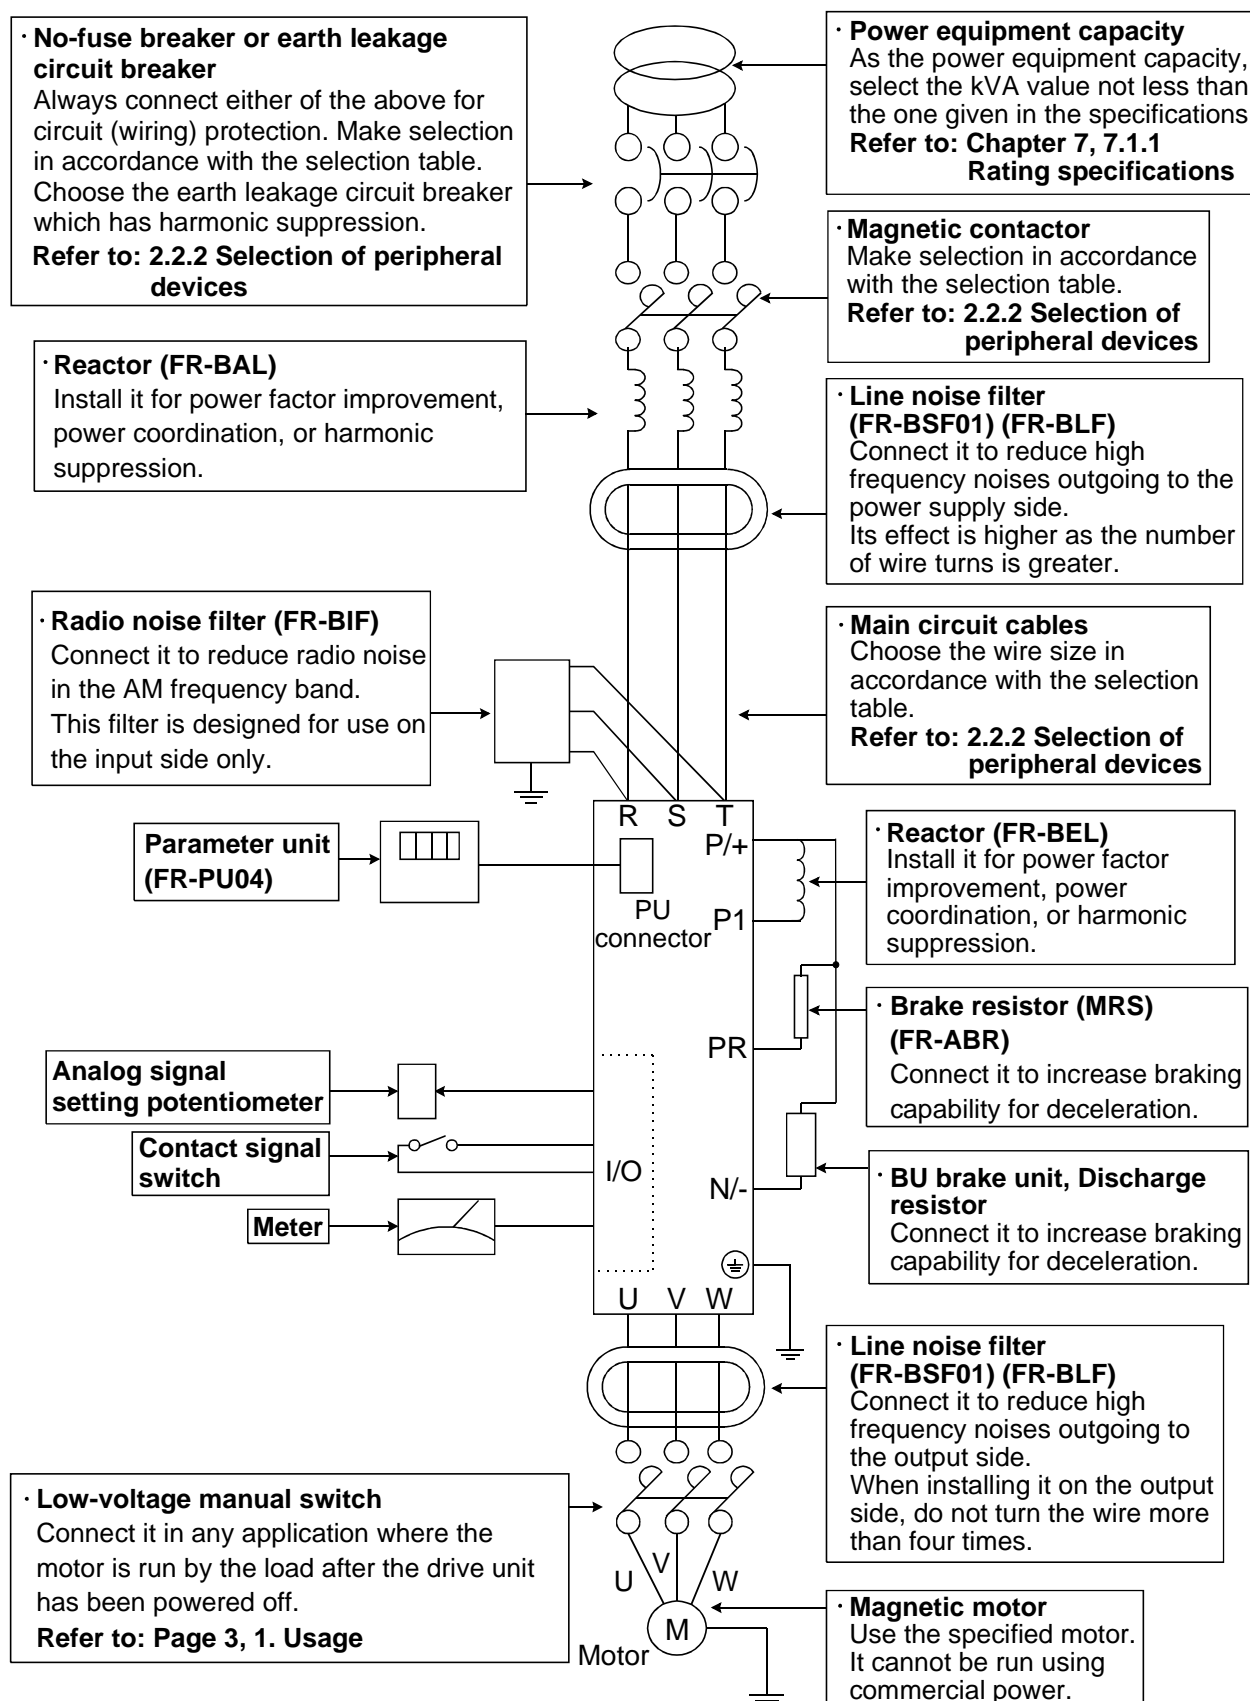 · No-fuse breaker or earth leakage
circuit breaker
Always connect either of the above for
circuit (wiring) protection. Make selection
in accordance with the selection table.
Choose the earth leakage circuit breaker
which has harmonic suppression.
Refer to: 2.2.2 Selection of peripheral
devices
· Power equipment capacity
As the power equipment capacity,
select the kVA value not less than
the one given in the specifications
Refer to: Chapter 7, 7.1.1
Rating specifications
· Magnetic contactor
Make selection in accordance
with the selection table.
Refer to: 2.2.2 Selection of
peripheral devices
· Reactor (FR-BAL)
Install it for power factor improvement,
power coordination, or harmonic
suppression.
· Line noise filter
(FR-BSF01) (FR-BLF)
Connect it to reduce high
frequency noises outgoing to the
power supply side.
Its effect is higher as the number
of wire turns is greater.
· Radio noise filter (FR-BIF)
Connect it to reduce radio noise
in the AM frequency band.
This filter is designed for use on
the input side only.
· Main circuit cables
Choose the wire size in
accordance with the selection
table.
Refer to: 2.2.2 Selection of
peripheral devices
R S T
Parameter unit
(FR-PU04)
PU
connector
P/+
P1
PR
N/-
I/O
· Reactor (FR-BEL)
Install it for power factor
improvement, power
coordination, or harmonic
suppression.
· Brake resistor (MRS)
(FR-ABR)
Connect it to increase braking
capability for deceleration.
Analog signal
setting potentiometer
Contact signal
switch
Meter
· BU brake unit, Discharge
resistor
Connect it to increase braking
capability for deceleration.
U V W
· Line noise filter
(FR-BSF01) (FR-BLF)
Connect it to reduce high
frequency noises outgoing to
the output side.
When installing it on the output
side, do not turn the wire more
than four times.
· Low-voltage manual switch
Connect it in any application where the
motor is run by the load after the drive unit
has been powered off.
Refer to: Page 3, 1. Usage
U V W
M
Motor
· Magnetic motor
Use the specified motor.
It cannot be run using
commercial power.